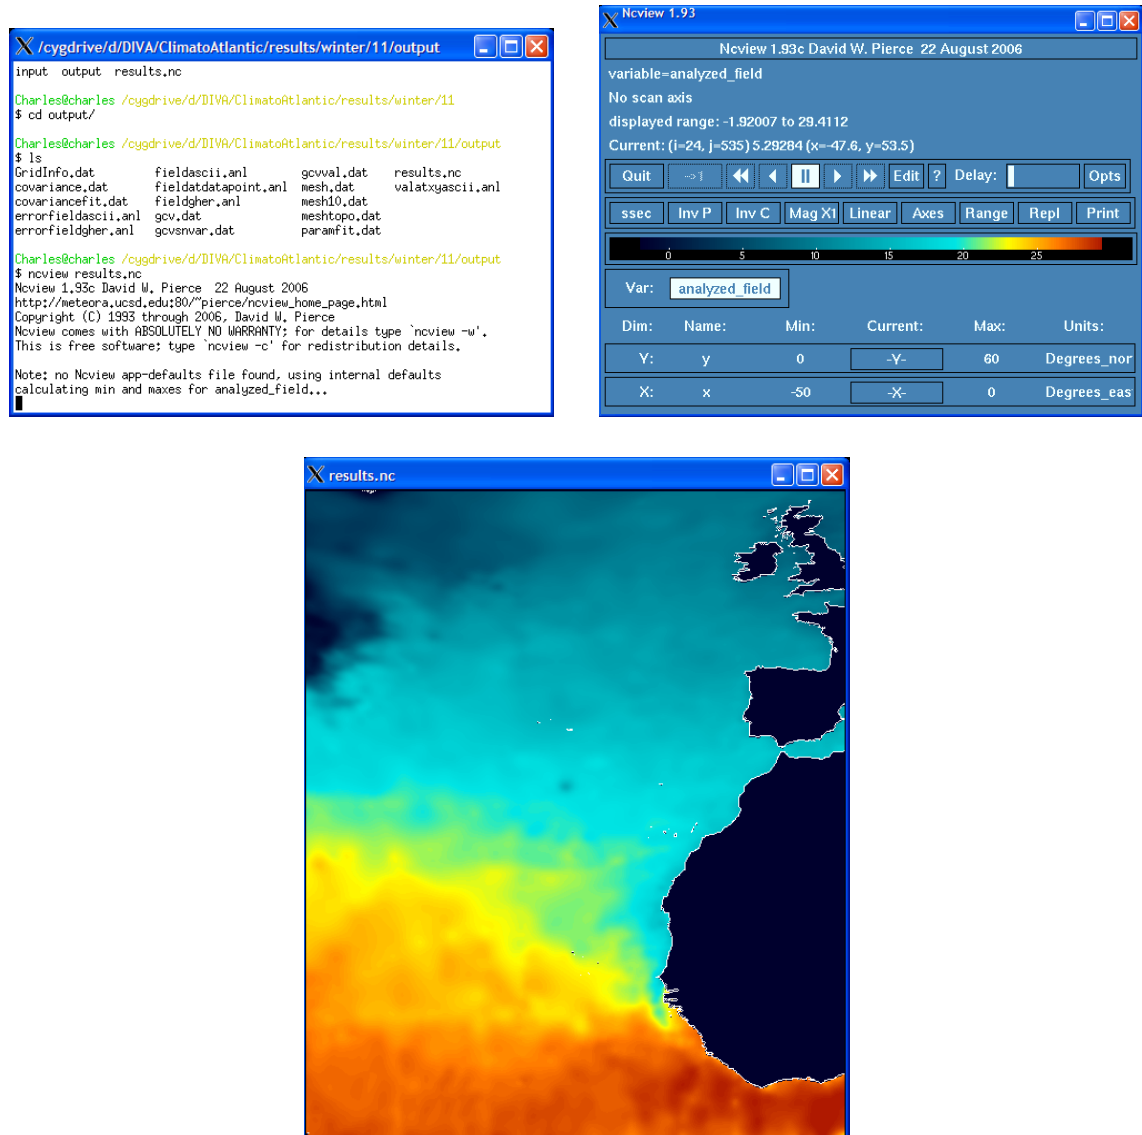 /cygdrive/d/DIVA/ClimatoAtlantic/results/winter/11/output
input output results.nc
Charles@charles /cygdrive/d/DIVA/ClimatoAtlantic/results/winter/11
$ cd output/
Charles@charles /cygdrive/d/DIVA/ClimatoAtlantic/results/winter/11/output
$ ls
GridInfo.dat fieldascii.anl gcvval.dat results.nc
covariance.dat fieldatdatapoint.anl mesh.dat valatxyascii.anl
covariancefit.dat fieldgher.anl mesh10.dat
errorfieldascii.anl gcv.dat meshtopo.dat
errorfieldgher.anl gcvsnvar.dat paramfit.dat
Charles@charles /cygdrive/d/DIVA/ClimatoAtlantic/results/winter/11/output
$ ncview results.nc
Ncview 1.93c David W. Pierce 22 August 2006
http://meteora.ucsd.edu:80/~pierce/ncview_home_page.html
Copyright (C) 1993 through 2006, David W. Pierce
Ncview comes with ABSOLUTELY NO WARRANTY; for details type `ncview -w'.
This is free software; type `ncview -c' for redistribution details.
Note: no Ncview app-defaults file found, using internal defaults
calculating min and maxes for analyzed_field...
Ncview 1.93
Ncview 1.93c David W. Pierce 22 August 2006
variable=analyzed_field
No scan axis
displayed range: -1.92007 to 29.4112
Current: (i=24, j=535) 5.29284 (x=-47.6, y=53.5)
Quit ->1 Edit ? Delay: Opts
ssec Inv P Inv C Mag X1 Linear Axes Range Repl Print
0 5 10 15 20 25
Var: analyzed_field
Dim: Name: Min: Current: Max: Units:
Y: y 0 -Y- 60 Degrees_nor
X: x -50 -X- 0 Degrees_eas
results.nc